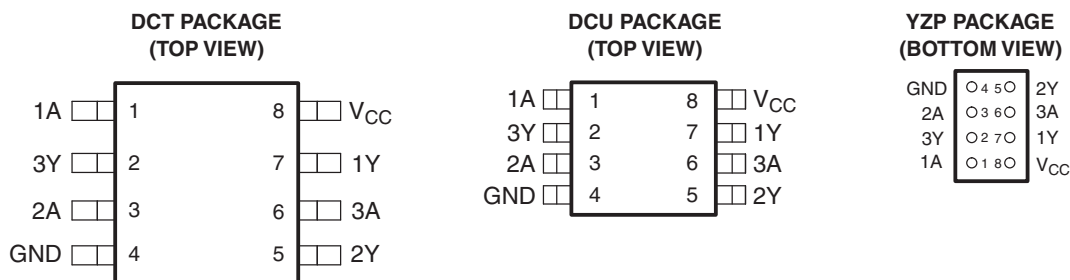 DCT PACKAGE
(TOP VIEW)
1A 1 8 VCC
3Y 2 7 1Y
2A 3 6 3A
GND 4 5 2Y
DCU PACKAGE
(TOP VIEW)
1A 1 8 VCC
3Y 2 7 1Y
2A 3 6 3A
GND 4 5 2Y
YZP PACKAGE
(BOTTOM VIEW)
GND 4 5 2Y
2A 3 6 3A
3Y 2 7 1Y
1A 1 8 VCC